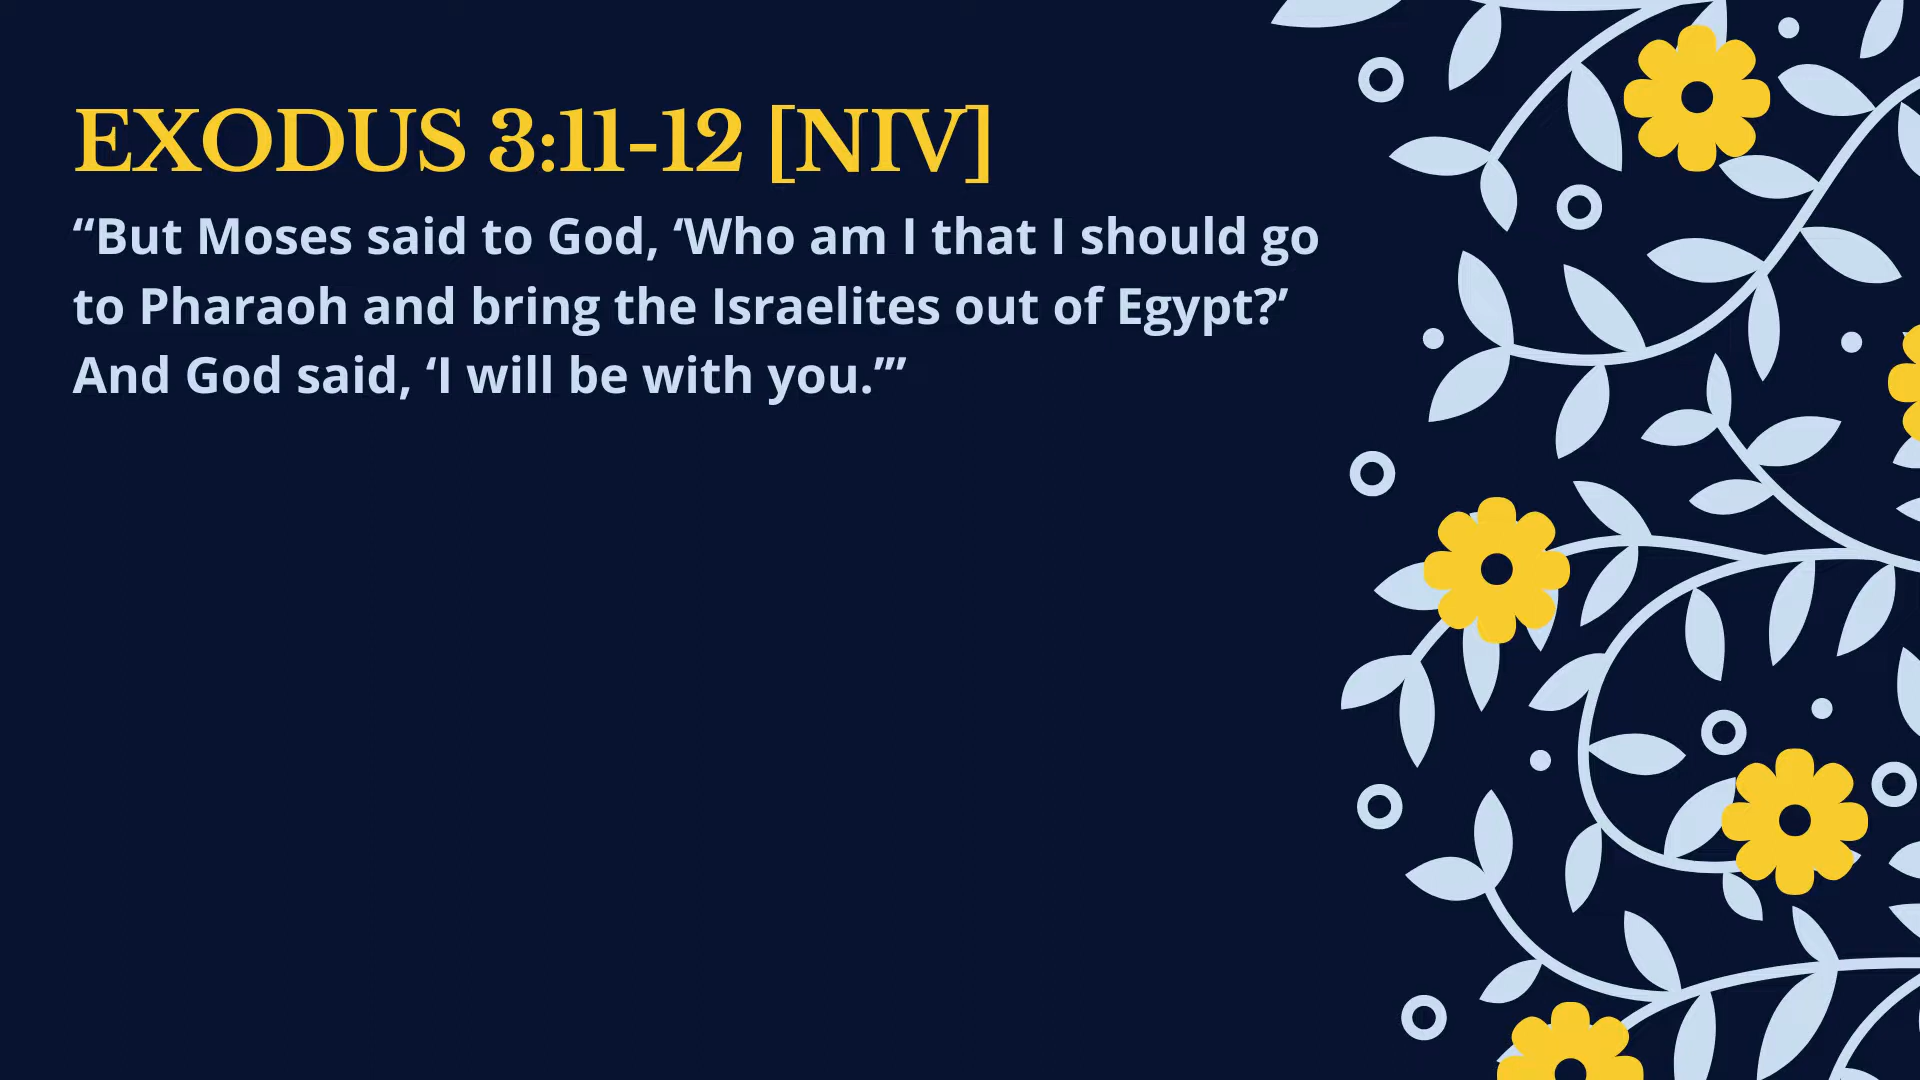 EXODUS 3:11-12 [NIV]
“But Moses said to God, ‘Who am I that I should go
to Pharaoh and bring the Israelites out of Egypt?’
And God said, ‘I will be with you.’”